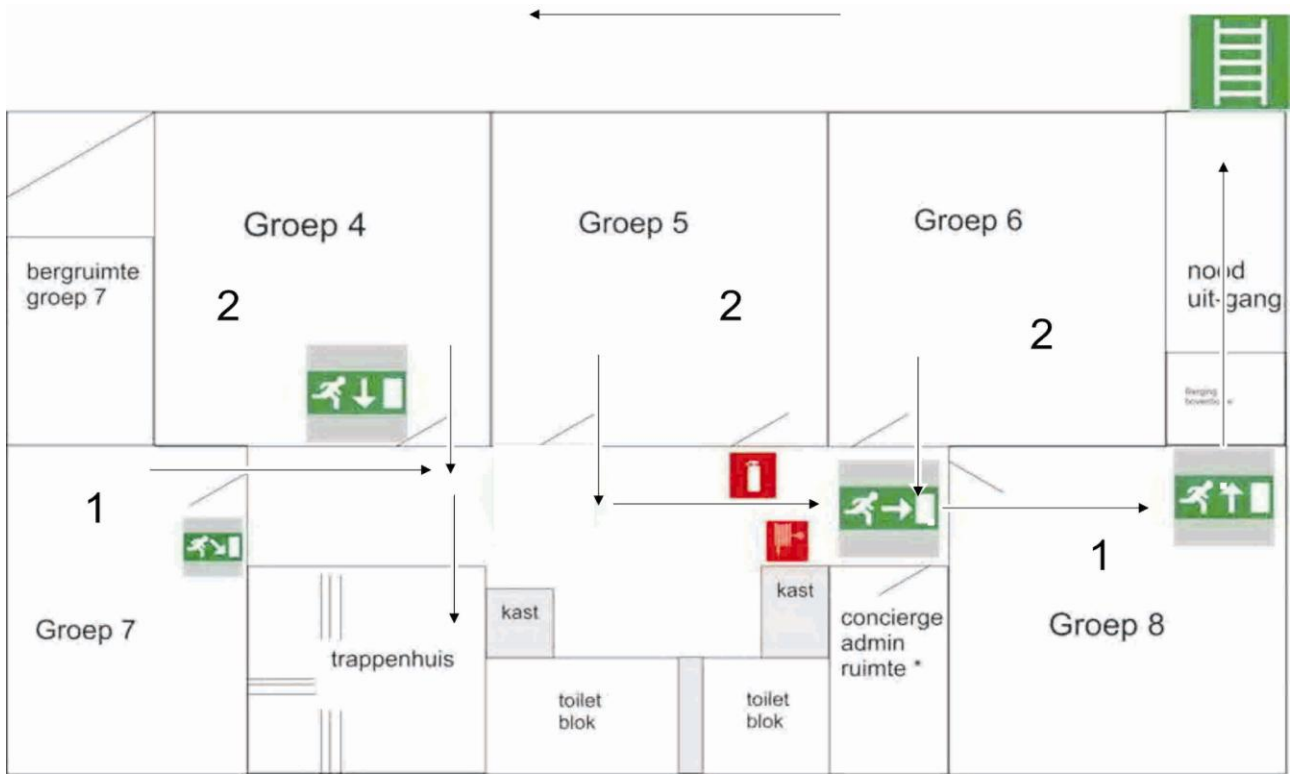 Groep 4
Groep 5
Groep 6
bergruimte
groep 7
2
2
2
nood
uit-gang
Berging
1
1
Groep 7
trappenhuis
kast
kast
concierge
admin
ruimte *
Groep 8
toilet
blok
toilet
blok